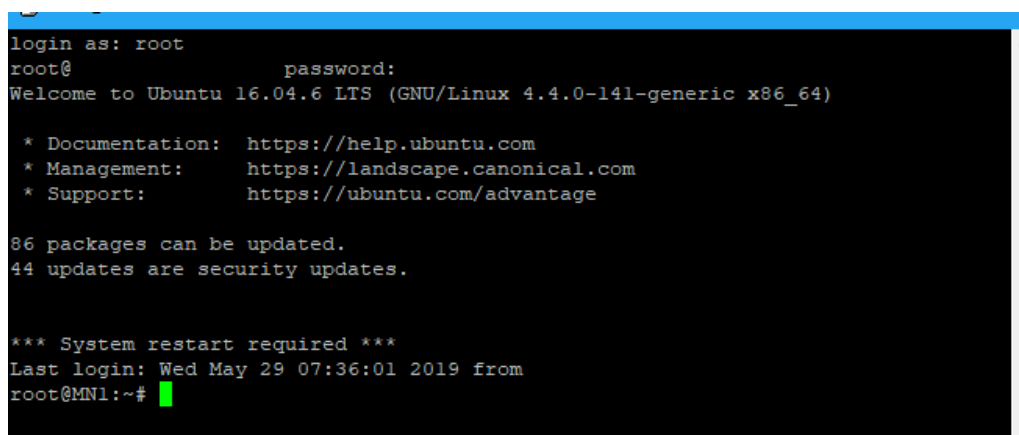 login as: root
root@                 password:
Welcome to Ubuntu 16.04.6 LTS (GNU/Linux 4.4.0-141-generic x86_64)
* Documentation:  https://help.ubuntu.com
* Management:     https://landscape.canonical.com
* Support:        https://ubuntu.com/advantage
86 packages can be updated.
44 updates are security updates.
*** System restart required ***
Last login: Wed May 29 07:36:01 2019 from
root@MN1:~#